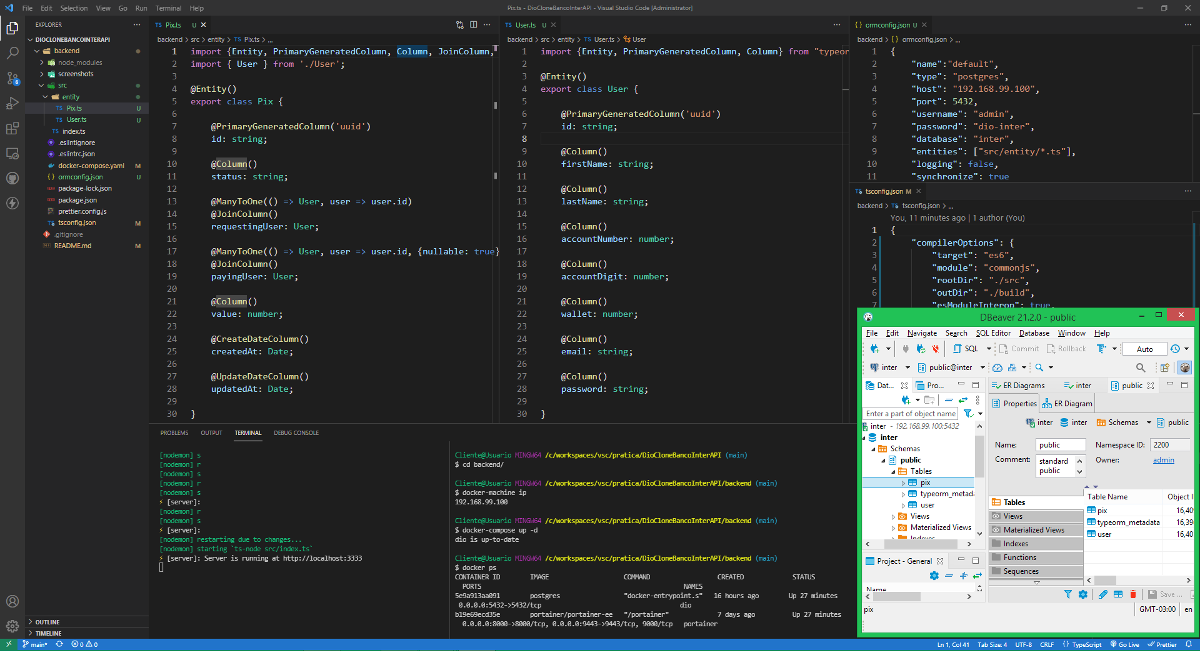 File Edit Selection View Go Run Terminal Help
Pix.ts - DioCloneBancoInterAPI - Visual Studio Code [Administrator]
EXPLORER
DIOCLONEBANCOINTERAPI
backend
node_modules
screenshots
src
entity
TS Pix.ts U
TS User.ts U
TS index.ts
.eslintignore
.eslintrc.json
docker-compose.yaml M
{} ormconfig.json U
package-lock.json
package.json
prettier.config.js
tsconfig.json M
.gitignore
README.md M
OUTLINE
TIMELINE
TS Pix.ts U
backend > src > entity > TS Pix.ts > ...
1 import {Entity, PrimaryGeneratedColumn, Column, JoinColumn,
2 import { User } from './User';
3
4 @Entity()
5 export class Pix {
6
7 @PrimaryGeneratedColumn('uuid')
8 id: string;
9
10 @Column()
11 status: string;
12
13 @ManyToOne(() => User, user => user.id)
14 @JoinColumn()
15 requestingUser: User;
16
17 @ManyToOne(() => User, user => user.id, {nullable: true}
18 @JoinColumn()
19 payingUser: User;
20
21 @Column()
22 value: number;
23
24 @CreateDateColumn()
25 createdAt: Date;
26
27 @UpdateDateColumn()
28 updatedAt: Date;
29
30 }
TS User.ts U
backend > src > entity > TS User.ts > User
1 import {Entity, PrimaryGeneratedColumn, Column} from "typeor
2
3 @Entity()
4 export class User {
5
6 @PrimaryGeneratedColumn('uuid')
7 id: string;
8
9 @Column()
10 firstName: string;
11
12 @Column()
13 lastName: string;
14
15 @Column()
16 accountNumber: number;
17
18 @Column()
19 accountDigit: number;
20
21 @Column()
22 wallet: number;
23
24 @Column()
25 email: string;
26
27 @Column()
28 password: string;
29
30 }
{} ormconfig.json U
backend > {} ormconfig.json > ...
1 {
2 "name":"default",
3 "type": "postgres",
4 "host": "192.168.99.100",
5 "port": 5432,
6 "username": "admin",
7 "password": "dio-inter",
8 "database": "inter",
9 "entities": ["src/entity/*.ts"],
10 "logging": false,
11 "synchronize": true
tsconfig.json M
backend > tsconfig.json > ...
You, 11 minutes ago | 1 author (You)
1 {
2 "compilerOptions": {
3 "target": "es6",
4 "module": "commonjs",
5 "rootDir": "./src",
6 "outDir": "./build",
7 "esModuleInterop": true,
PROBLEMS OUTPUT TERMINAL DEBUG CONSOLE
[nodemon] s
[nodemon] r
[nodemon] s
[nodemon] r
[nodemon] s
[server]:
[nodemon] r
[nodemon] s
[server]:
[nodemon] restarting due to changes...
[nodemon] starting `ts-node src/index.ts`
[server]: Server is running at http://localhost:3333
Cliente@Usuario MINGW64 /c/workspaces/vsc/pratica/DioCloneBancoInterAPI (main)
$ cd backend/
Cliente@Usuario MINGW64 /c/workspaces/vsc/pratica/DioCloneBancoInterAPI/backend (main)
$ docker-machine ip
192.168.99.100
Cliente@Usuario MINGW64 /c/workspaces/vsc/pratica/DioCloneBancoInterAPI/backend (main)
$ docker-compose up -d
dio is up-to-date
Cliente@Usuario MINGW64 /c/workspaces/vsc/pratica/DioCloneBancoInterAPI/backend (main)
$ docker ps
CONTAINER ID IMAGE COMMAND CREATED STATUS
PORTS NAMES
5e9a913aa091 postgres "docker-entrypoint.s" 16 hours ago Up 27 minutes
0.0.0.0:5432->5432/tcp dio
b19e69ecd35e portainer/portainer-ee "/portainer" 7 days ago Up 27 minutes
0.0.0.0:8000->8000/tcp, 0.0.0.0:9443->9443/tcp, 9000/tcp portainer
DBeaver 21.2.0 - public
File Edit Navigate Search SQL Editor Database Window Help
SQL Commit Rollback Auto
inter public@inter
Dat... Pro...
Enter a part of object name
inter - 192.168.99.100:5432
inter
Schemas
public
Tables
pix
typeorm_metad.
user
Views
Materialized Views
Indexes
Project - General
Name
ER Diagrams inter public
Properties ER Diagram
inter inter Schemas public
Name: public Namespace ID: 2200
Comment: standard public Owner: admin
Tables
Views
Materialized Views
Indexes
Functions
Sequences
Table Name Object I
pix 16,40
typeorm_metadata 16,39
user 16,40
Save ...
pix GMT-03:00 en
main* 0 0
Ln 1, Col 41 Tab Size: 4 UTF-8 CRLF {} TypeScript Go Live Prettier